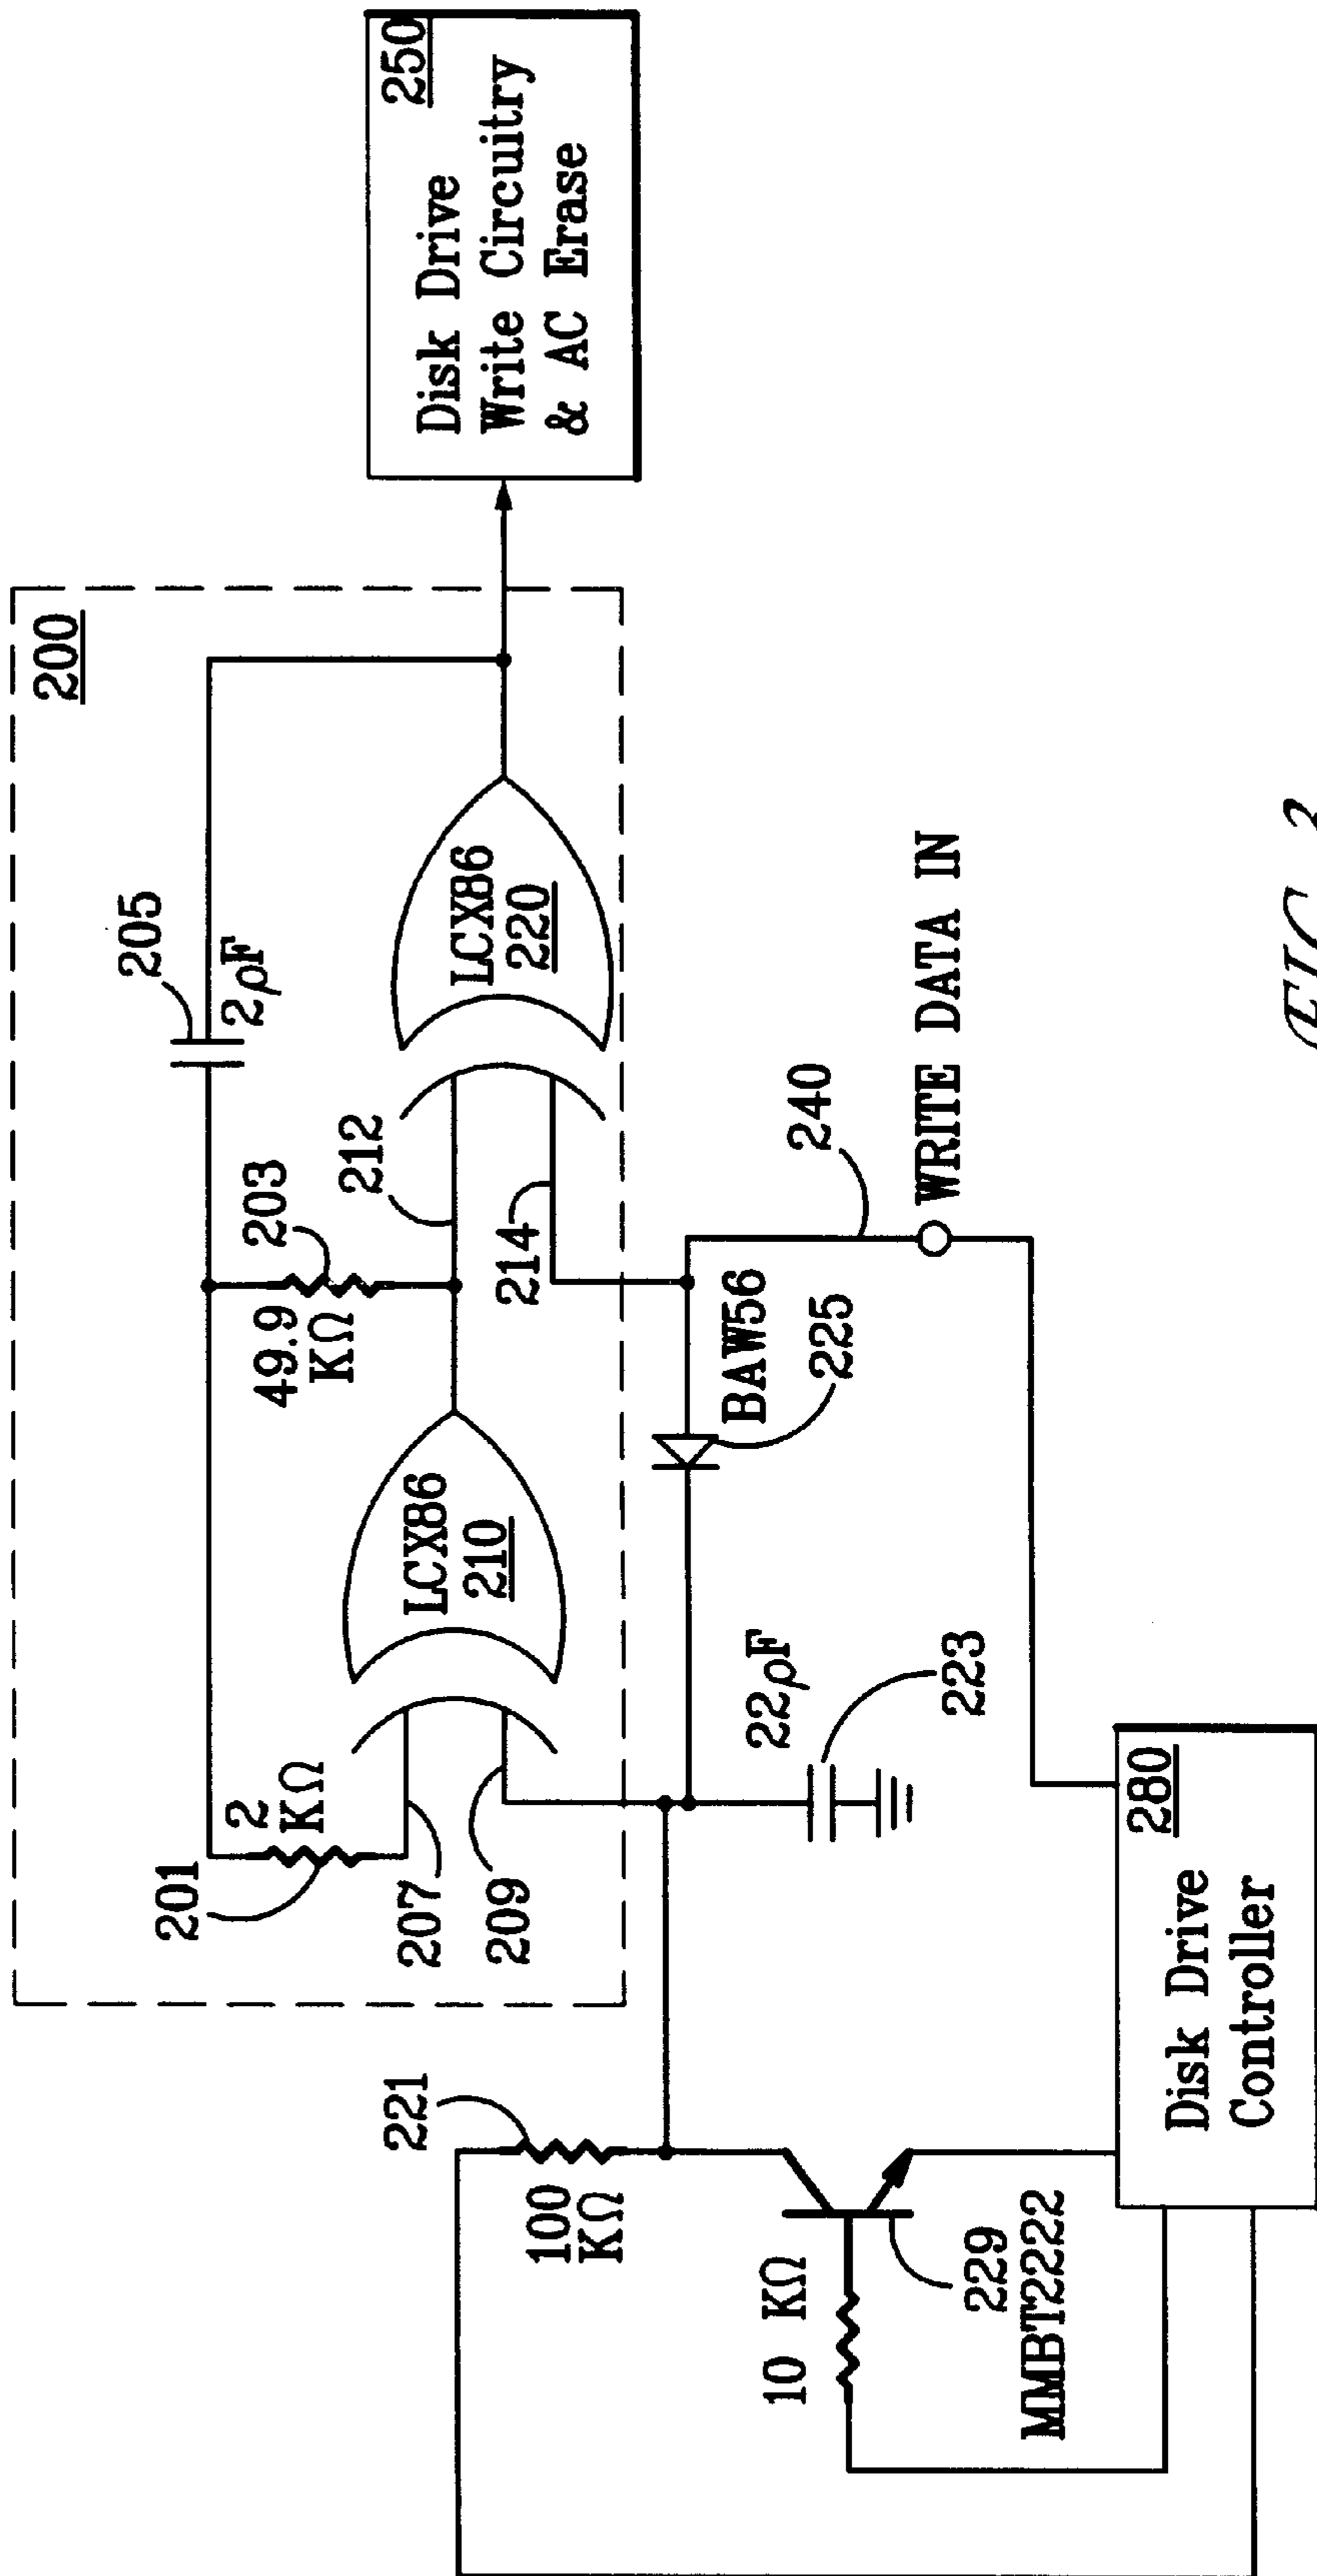 200
205
2ρF
203
49.9
KΩ
212
214
201
2
KΩ
207
209
LCX86
210
LCX86
220
250
Disk Drive
Write Circuitry
& AC Erase
221
100
KΩ
10 KΩ
229
MMBT2222
22ρF
223
BAW56
225
240
WRITE DATA IN
280
Disk Drive
Controller